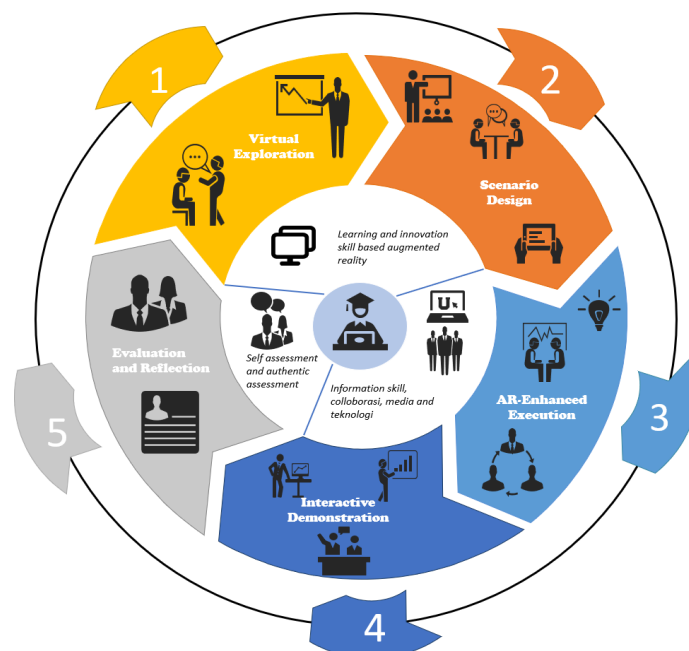 1
Virtual
Exploration
2
Scenario
Design
3
AR-Enhanced
Execution
4
Interactive
Demonstration
5
Evaluation
and Reflection
Learning and innovation
skill based augmented
reality
U
Self assessment
and authentic
assessment
Information skill,
colloborasi, media and
teknologi